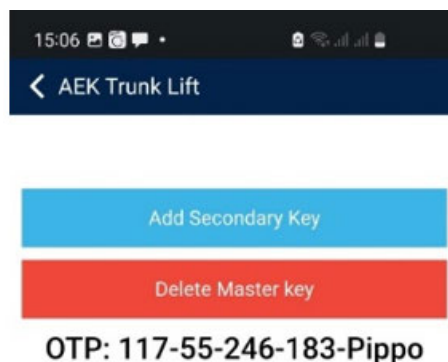 15:06
AEK Trunk Lift
Add Secondary Key
Delete Master key
OTP: 117-55-246-183-Pippo